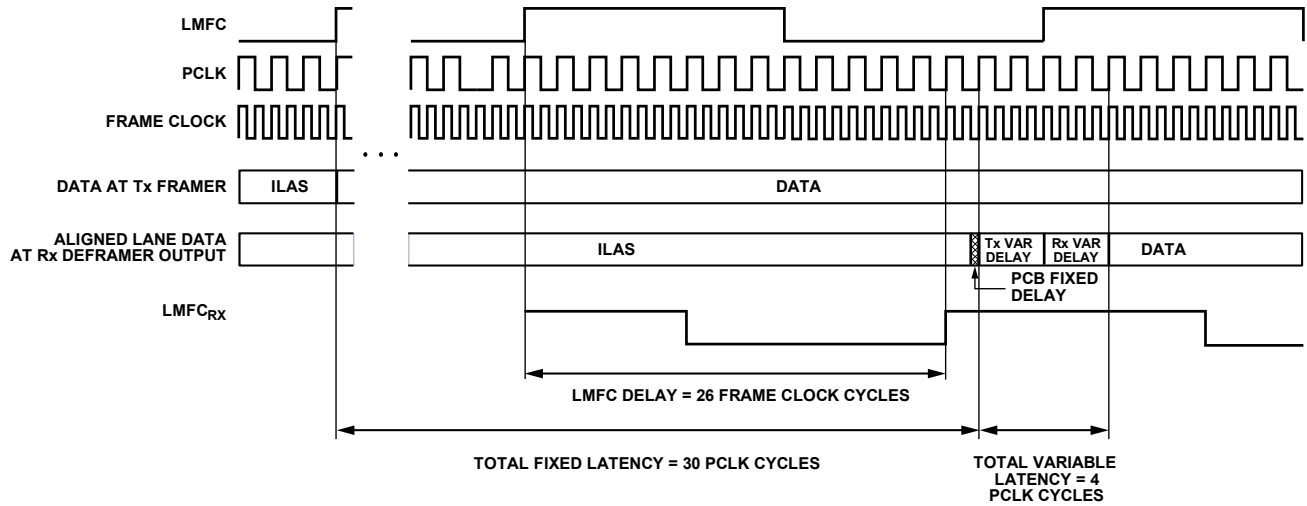 LMFC
PCLK
FRAME CLOCK
. . .
DATA AT Tx FRAMER
ILAS
DATA
ALIGNED LANE DATA
AT Rx DEFRAMER OUTPUT
ILAS
Tx VAR
DELAY
Rx VAR
DELAY
DATA
PCB FIXED
DELAY
LMFCRX
LMFC DELAY = 26 FRAME CLOCK CYCLES
TOTAL FIXED LATENCY = 30 PCLK CYCLES
TOTAL VARIABLE
LATENCY = 4
PCLK CYCLES